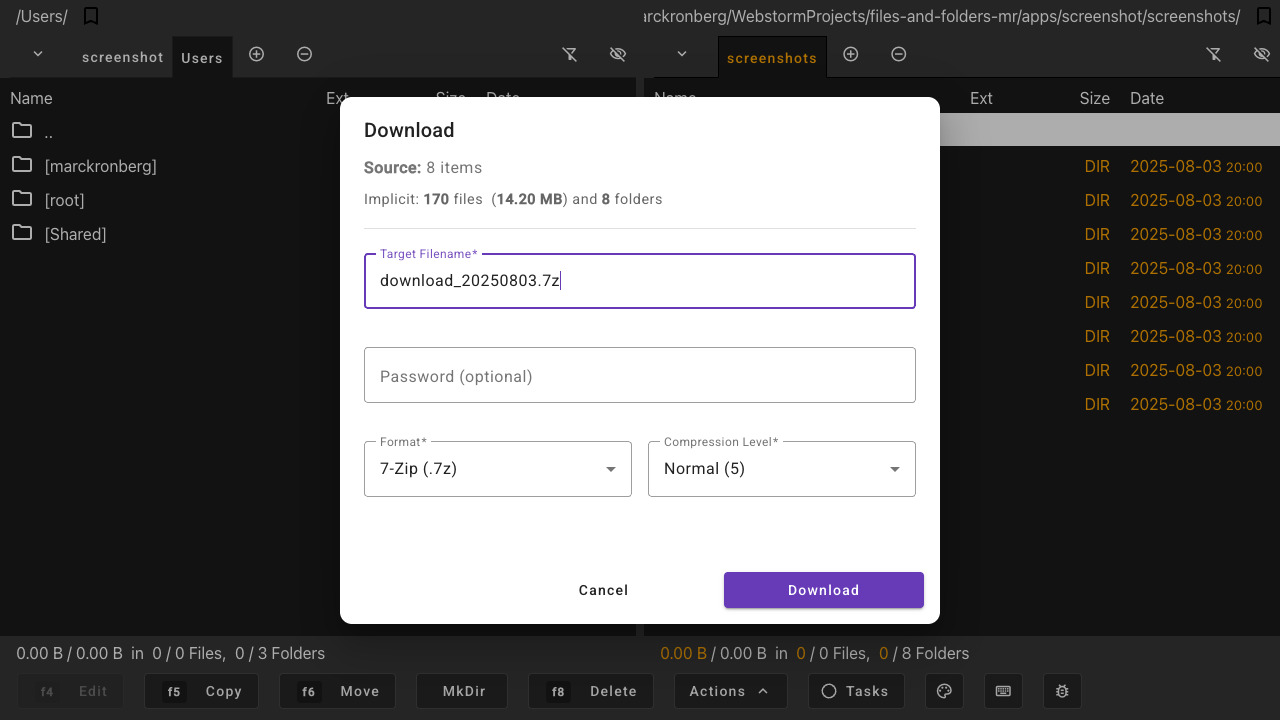 /Users/
arckronberg/WebstormProjects/files-and-folders-mr/apps/screenshot/screenshots/
screenshot Users
screenshots
Name Ext Size Date
Name Ext Size Date
..
[marckronberg]
[root]
[Shared]
DIR 2025-08-03 20:00
DIR 2025-08-03 20:00
DIR 2025-08-03 20:00
DIR 2025-08-03 20:00
DIR 2025-08-03 20:00
DIR 2025-08-03 20:00
DIR 2025-08-03 20:00
DIR 2025-08-03 20:00
Download
Source: 8 items
Implicit: 170 files (14.20 MB) and 8 folders
Target Filename*
download_20250803.7z
Password (optional)
Format* Compression Level*
7-Zip (.7z) Normal (5)
Cancel Download
0.00 B / 0.00 B in 0 / 0 Files, 0 / 3 Folders
0.00 B / 0.00 B in 0 / 0 Files, 0 / 8 Folders
f4 Edit f5 Copy f6 Move MkDir f8 Delete Actions Tasks